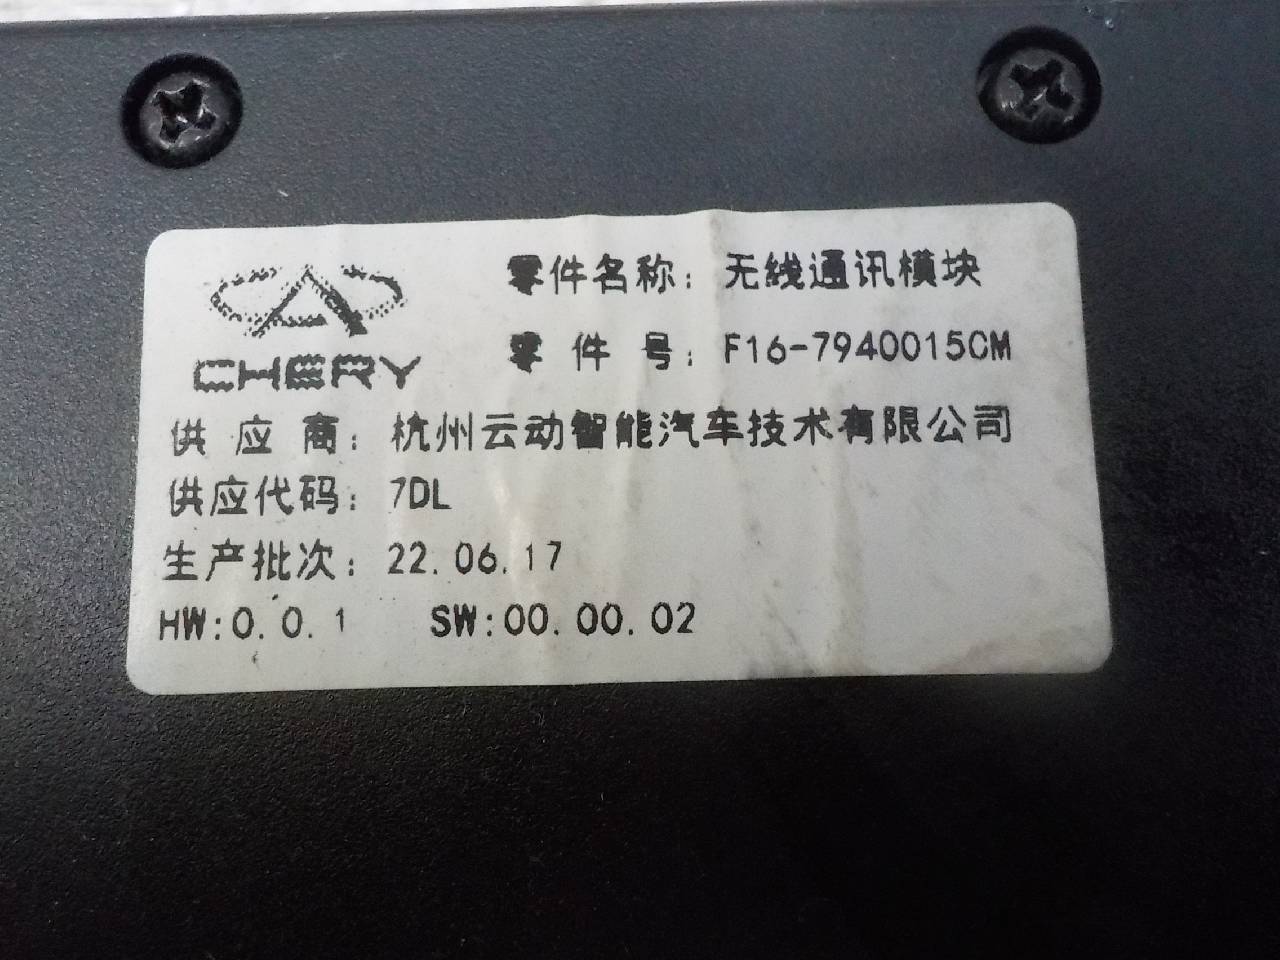 CHERY
零件名称：无线通讯模块
零 件 号：F16-7940015CM
供 应 商：杭州云动智能汽车技术有限公司
供应代码：7DL
生产批次：22.06.17
HW:0.0.1 SW:00.00.02